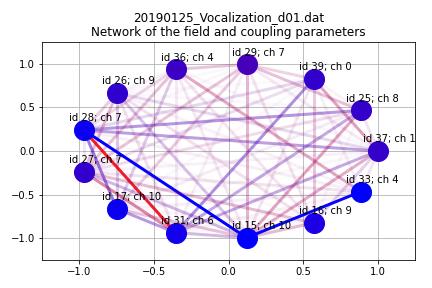 20190125_Vocalization_d01.dat
Network of the field and coupling parameters
id 29; ch 7
id 36; ch 4
id 39; ch 0
id 26; ch 9
id 25; ch 8
id 28; ch 7
id 37; ch 1
id 27; ch 7
id 33; ch 4
id 17; ch 10
id 16; ch 9
id 31; ch 6
id 15; ch 10
1.0
0.5
0.0
−0.5
−1.0
−1.0 −0.5 0.0 0.5 1.0